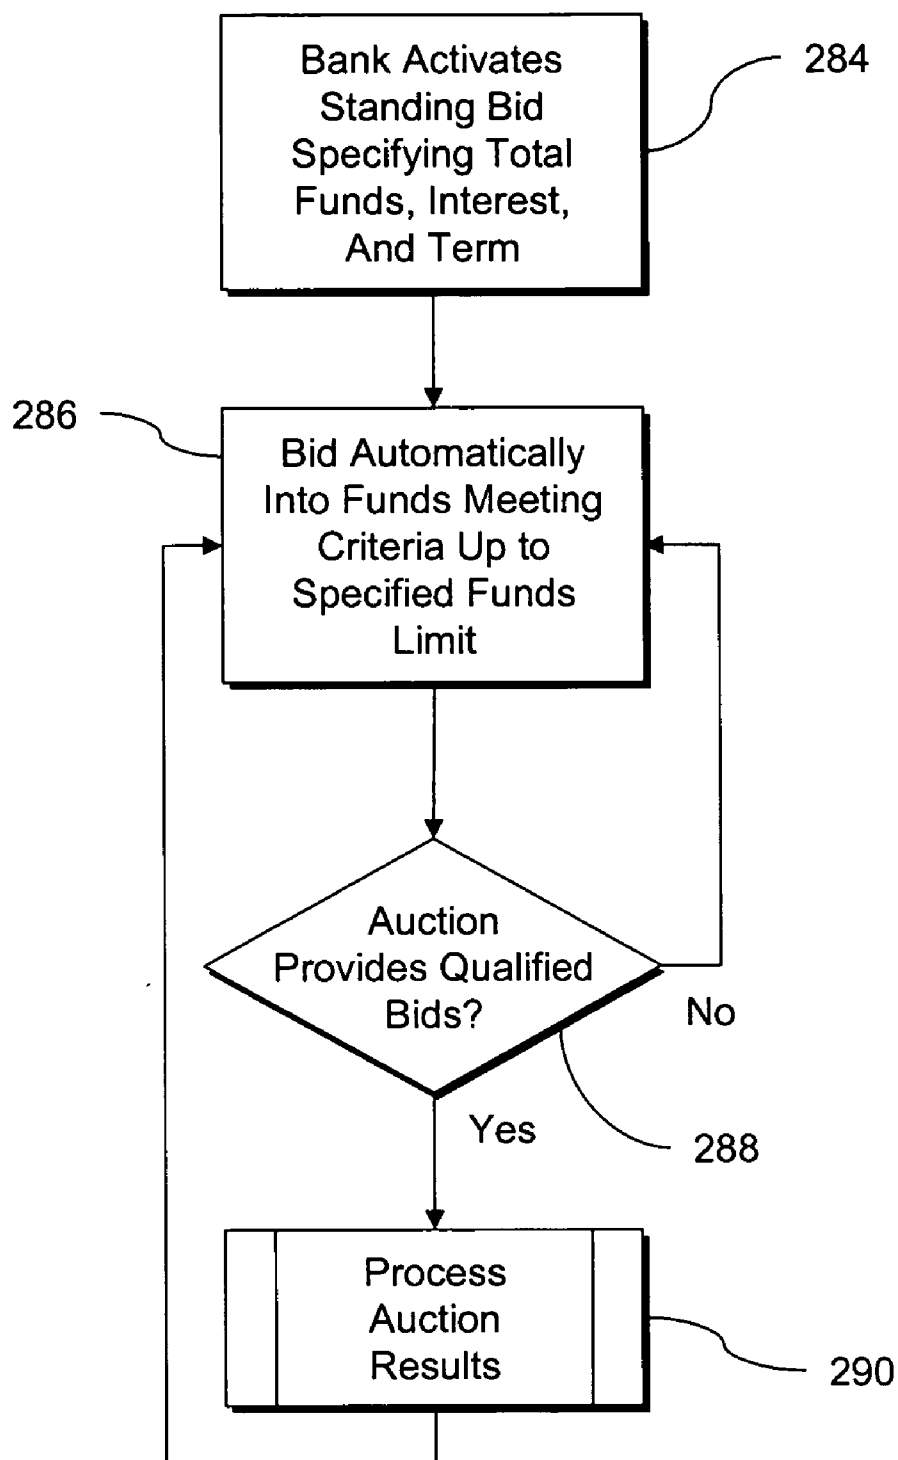 Bank Activates
Standing Bid
Specifying Total
Funds, Interest,
And Term
284
286
Bid Automatically
Into Funds Meeting
Criteria Up to
Specified Funds
Limit
Auction
Provides Qualified
Bids?
No
Yes
288
Process
Auction
Results
290